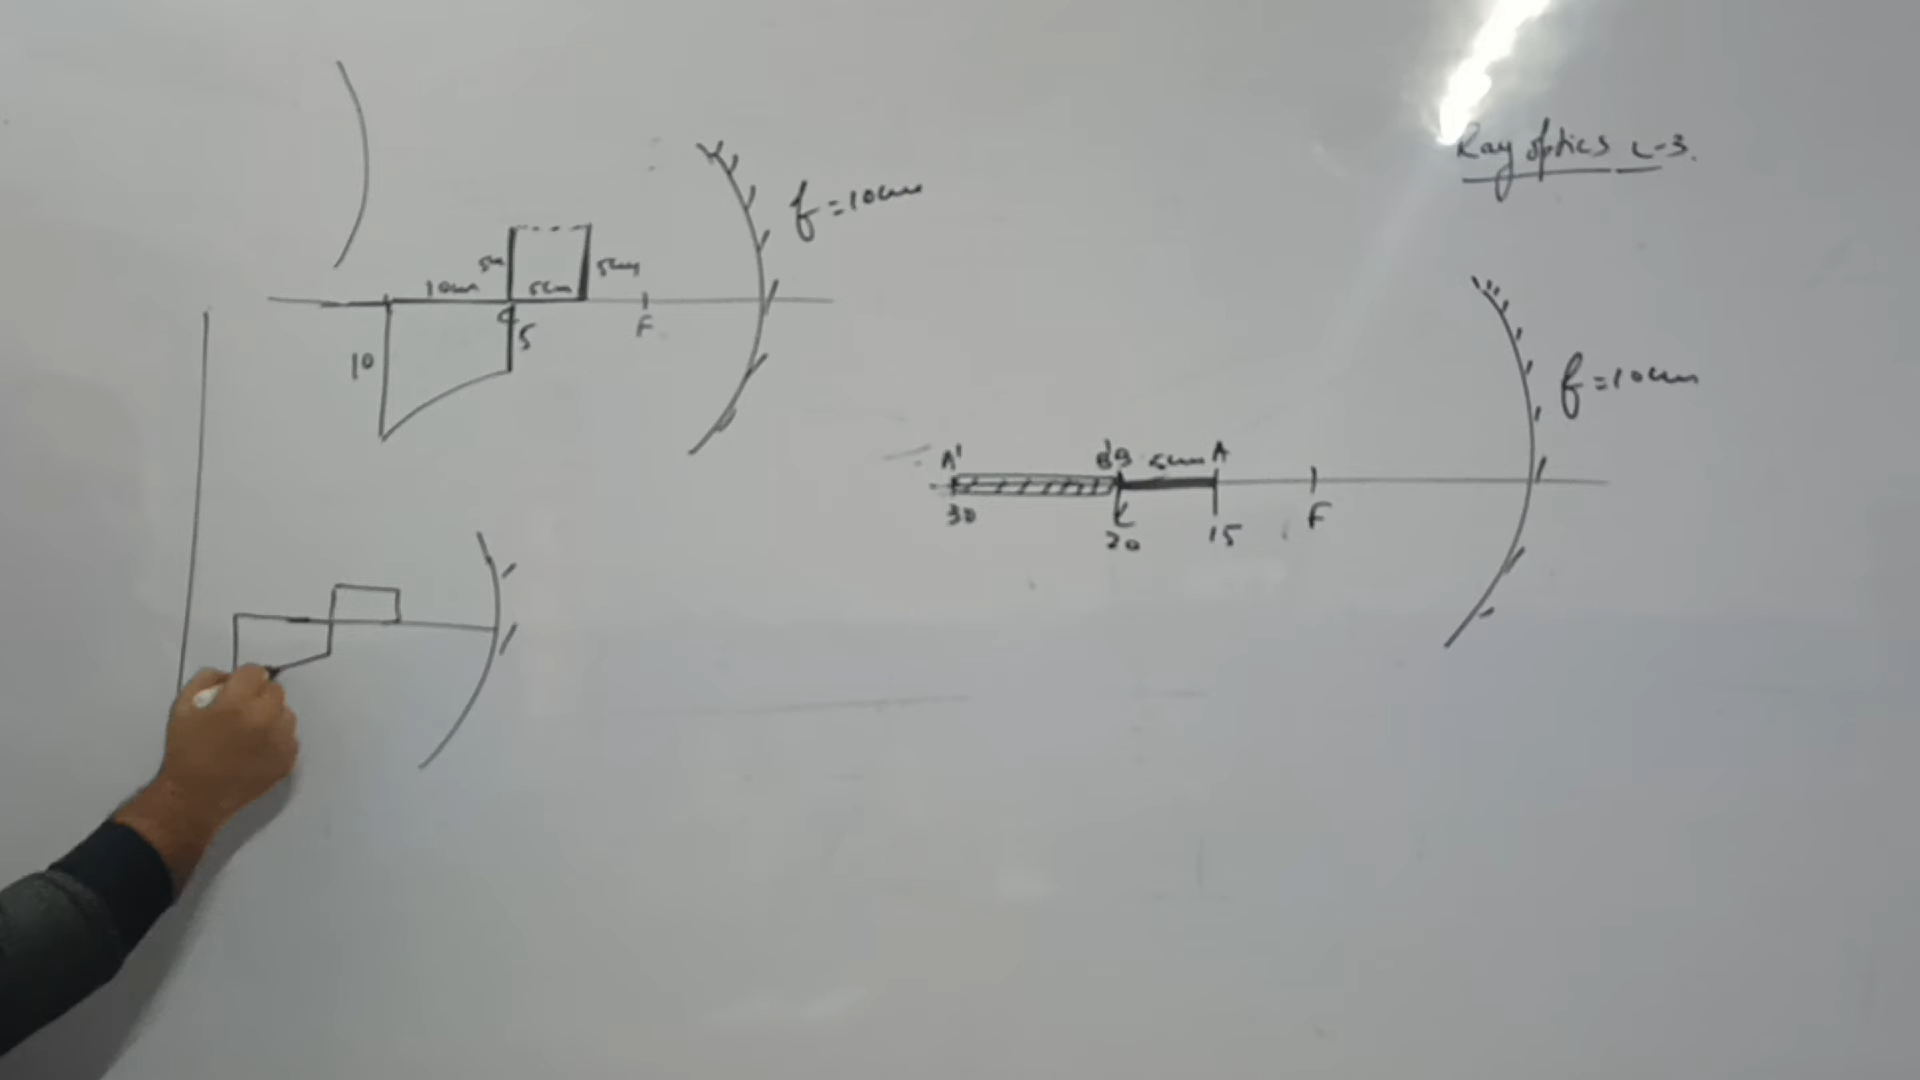 Ray optics L-3.
f=10cm
5cm
10cm
5cm
5cm
C
5
F
10
f=10cm
A'
B'B
5cm
A
30
C
20
15
F